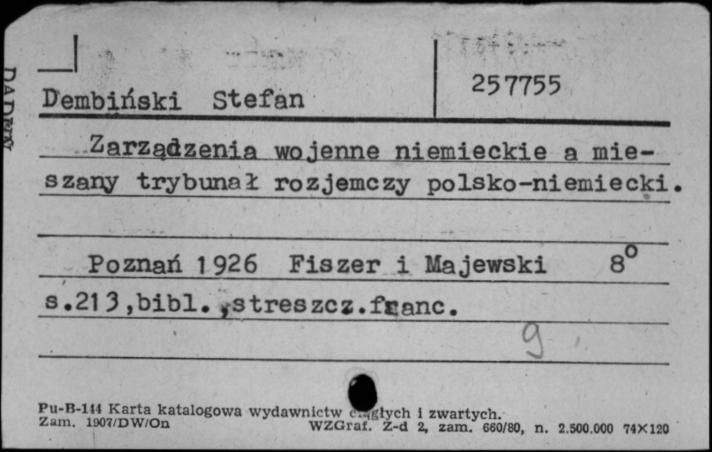 257755
Dembiński Stefan
Zarządzenia wojenne niemieckie a mie-
szany trybunał rozjemczy polsko-niemiecki.
Poznań 1926 Fiszer i Majewski 8°
s.213,bibl.,streszcz.franc.
9
Pu-B-144 Karta katalogowa wydawnictw ciągłych i zwartych.
Zam. 1907/DW/On WZGraf. Z-d 2, zam. 660/80, n. 2.500.000 74×120